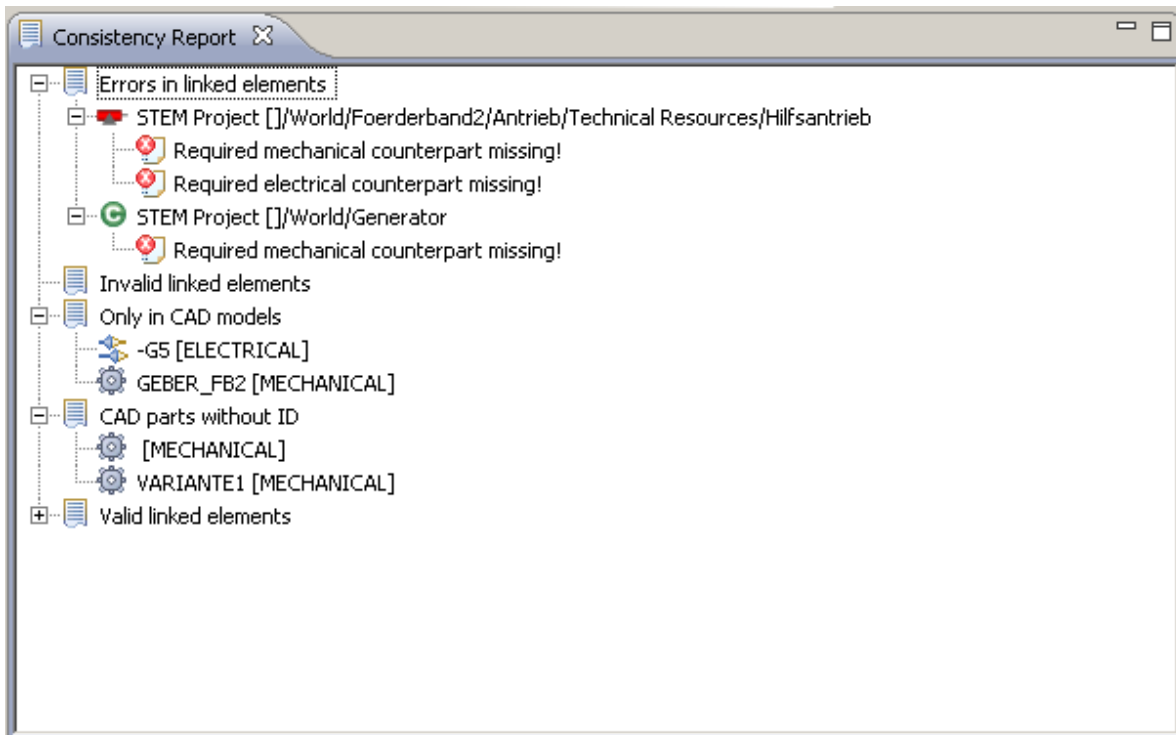 Consistency Report
Errors in linked elements
STEM Project []/World/Foerderband2/Antrieb/Technical Resources/Hilfsantrieb
Required mechanical counterpart missing!
Required electrical counterpart missing!
C STEM Project []/World/Generator
Required mechanical counterpart missing!
Invalid linked elements
Only in CAD models
-G5 [ELECTRICAL]
GEBER_FB2 [MECHANICAL]
CAD parts without ID
[MECHANICAL]
VARIANTE1 [MECHANICAL]
Valid linked elements